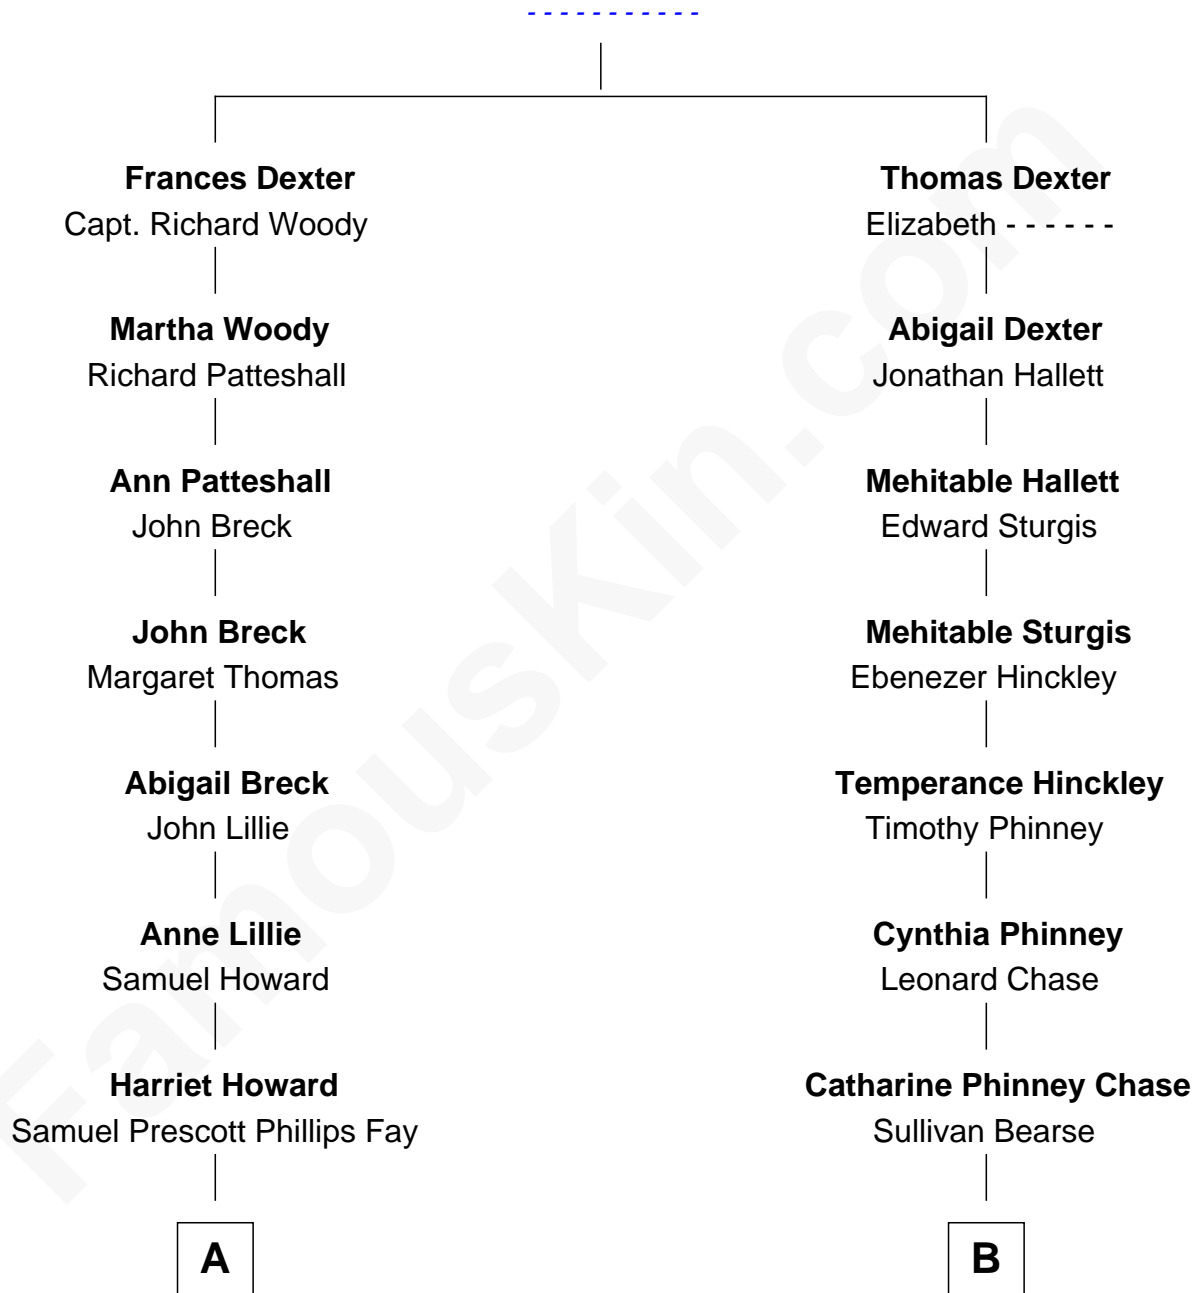 - - - - - - - - - - -
Frances Dexter
Capt. Richard Woody
Thomas Dexter
Elizabeth - - - - - -
Martha Woody
Richard Patteshall
Abigail Dexter
Jonathan Hallett
Ann Patteshall
John Breck
Mehitable Hallett
Edward Sturgis
John Breck
Margaret Thomas
Mehitable Sturgis
Ebenezer Hinckley
Abigail Breck
John Lillie
Temperance Hinckley
Timothy Phinney
Anne Lillie
Samuel Howard
Cynthia Phinney
Leonard Chase
Harriet Howard
Samuel Prescott Phillips Fay
Catharine Phinney Chase
Sullivan Bearse
A
B
FamousKin.com